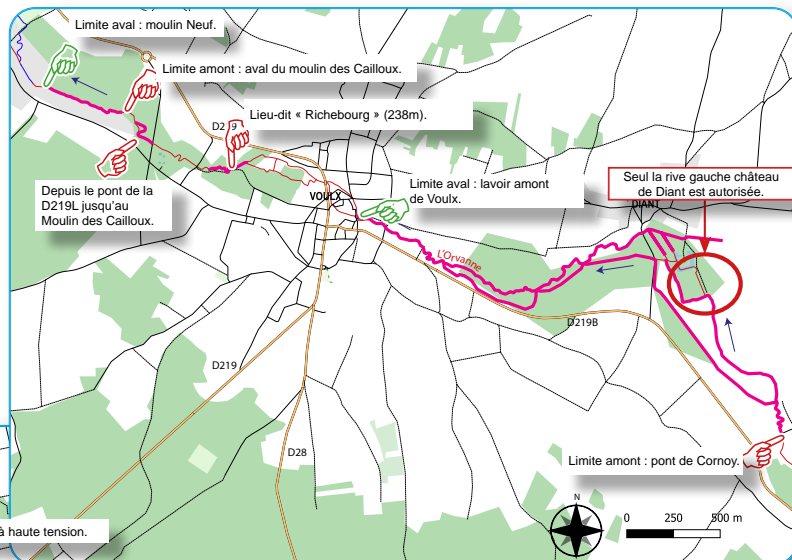 Limite aval : moulin Neuf.
Limite amont : aval du moulin des Cailloux.
D219
Lieu-dit « Richebourg » (238m).
Depuis le pont de la
D219L jusqu'au
Moulin des Cailloux.
VOULX
Limite aval : lavoir amont
de Voulx.
Seul la rive gauche château
de Diant est autorisée.
DIANT
L'Orvanne
D219B
D219
D28
Limite amont : pont de Cornoy.
à haute tension.
N
0 250 500 m